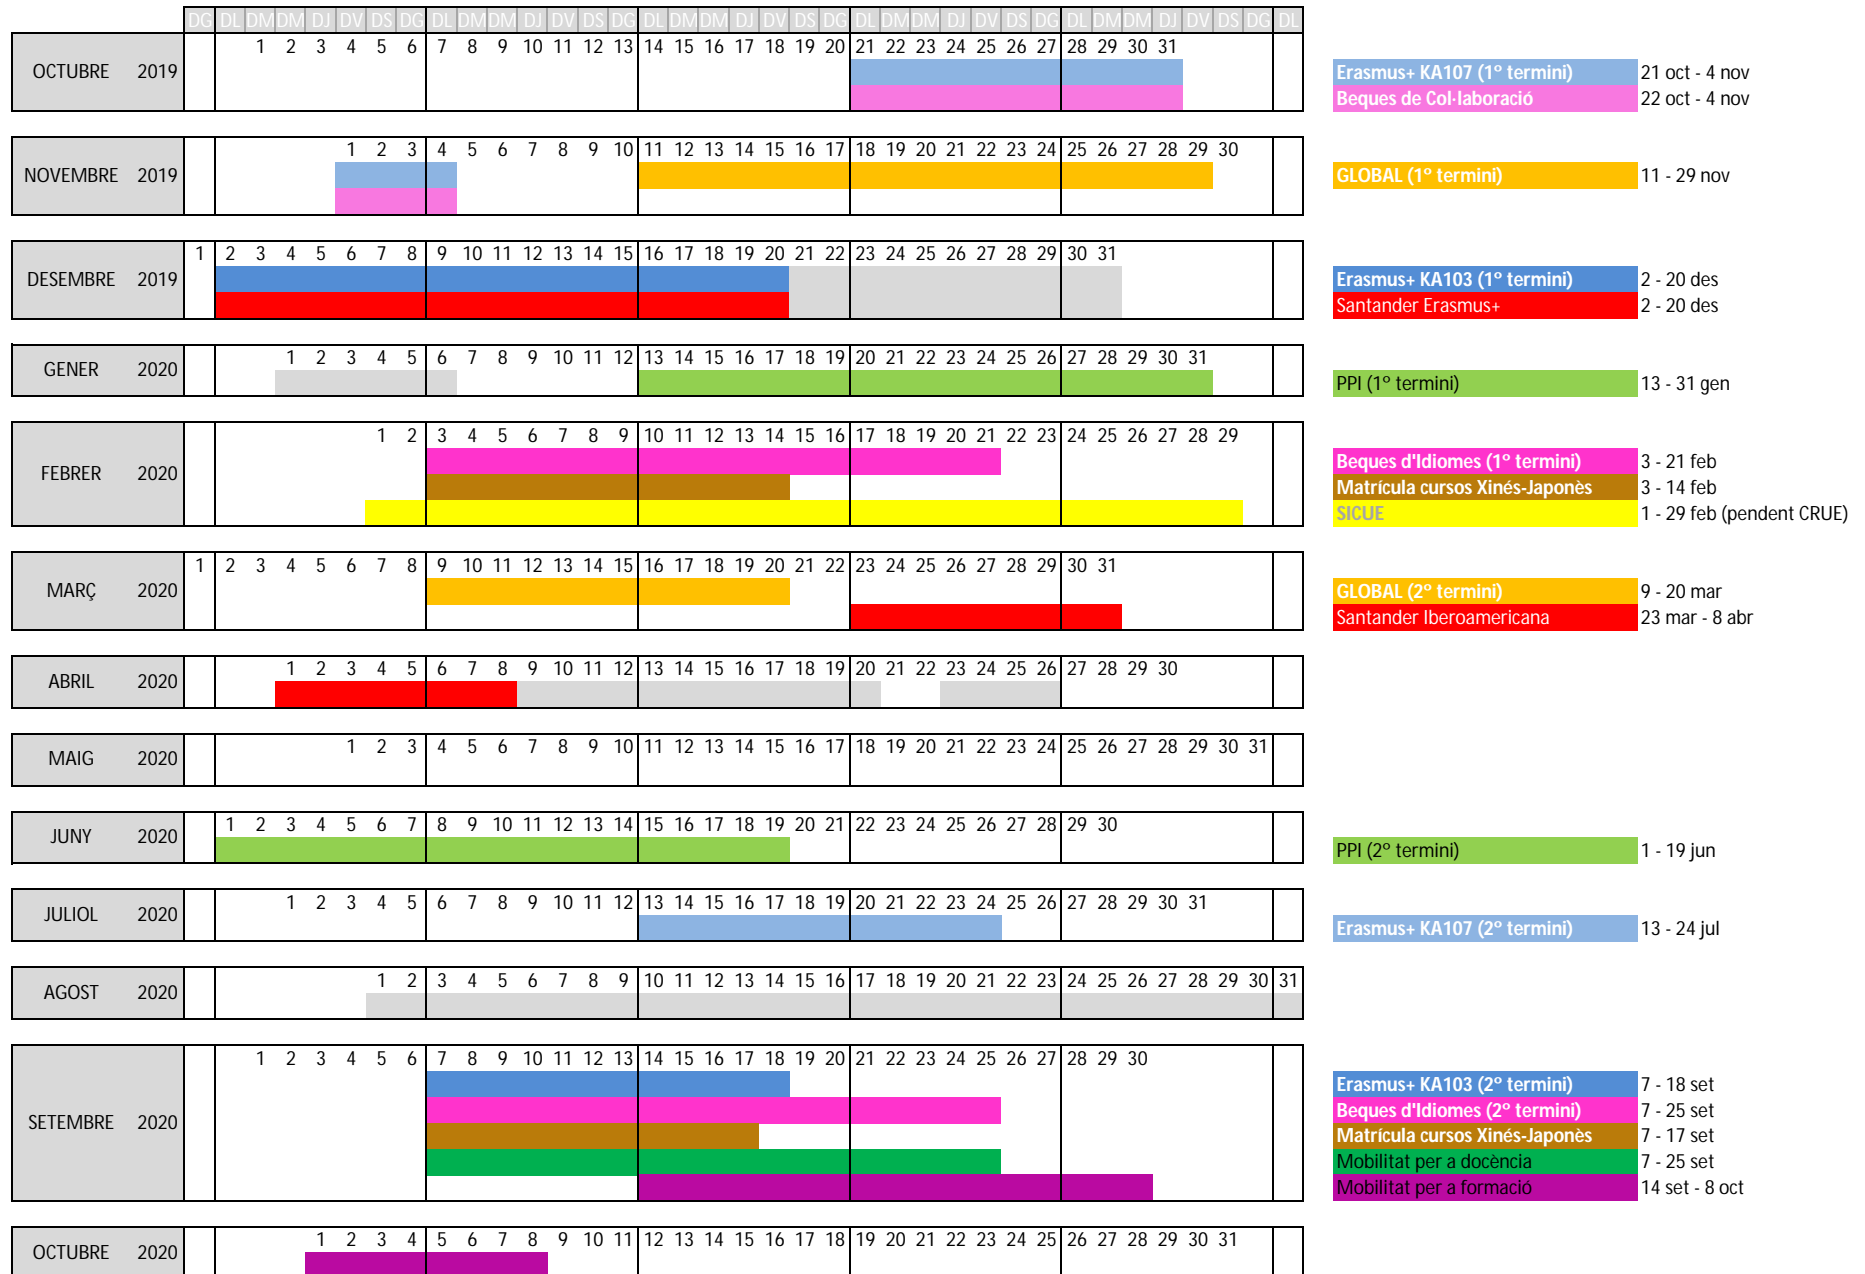 DG DL DM DM DJ DV DS DG DL DM DM DJ DV DS DG DL DM DM DJ DV DS DG DL DM DM DJ DV DS DG DL DM DM DJ DV DS DG DL
1 2 3 4 5 6 7 8 9 10 11 12 13 14 15 16 17 18 19 20 21 22 23 24 25 26 27 28 29 30 31
OCTUBRE 2019
Erasmus+ KA107 (1º termini) 21 oct - 4 nov
Beques de Col·laboració 22 oct - 4 nov
1 2 3 4 5 6 7 8 9 10 11 12 13 14 15 16 17 18 19 20 21 22 23 24 25 26 27 28 29 30
NOVEMBRE 2019 GLOBAL (1º termini) 11 - 29 nov
1 2 3 4 5 6 7 8 9 10 11 12 13 14 15 16 17 18 19 20 21 22 23 24 25 26 27 28 29 30 31
DESEMBRE 2019 Erasmus+ KA103 (1º termini) 2 - 20 des
Santander Erasmus+ 2 - 20 des
1 2 3 4 5 6 7 8 9 10 11 12 13 14 15 16 17 18 19 20 21 22 23 24 25 26 27 28 29 30 31
GENER 2020 PPI (1º termini) 13 - 31 gen
1 2 3 4 5 6 7 8 9 10 11 12 13 14 15 16 17 18 19 20 21 22 23 24 25 26 27 28 29
Beques d'Idiomes (1º termini) 3 - 21 feb
FEBRER 2020 Matrícula cursos Xinés-Japonès 3 - 14 feb
SICUE 1 - 29 feb (pendent CRUE)
1 2 3 4 5 6 7 8 9 10 11 12 13 14 15 16 17 18 19 20 21 22 23 24 25 26 27 28 29 30 31
MARÇ 2020 GLOBAL (2º termini) 9 - 20 mar
Santander Iberoamericana 23 mar - 8 abr
1 2 3 4 5 6 7 8 9 10 11 12 13 14 15 16 17 18 19 20 21 22 23 24 25 26 27 28 29 30
ABRIL 2020
1 2 3 4 5 6 7 8 9 10 11 12 13 14 15 16 17 18 19 20 21 22 23 24 25 26 27 28 29 30 31
MAIG 2020
1 2 3 4 5 6 7 8 9 10 11 12 13 14 15 16 17 18 19 20 21 22 23 24 25 26 27 28 29 30
JUNY 2020 PPI (2º termini) 1 - 19 jun
1 2 3 4 5 6 7 8 9 10 11 12 13 14 15 16 17 18 19 20 21 22 23 24 25 26 27 28 29 30 31
JULIOL 2020 Erasmus+ KA107 (2º termini) 13 - 24 jul
1 2 3 4 5 6 7 8 9 10 11 12 13 14 15 16 17 18 19 20 21 22 23 24 25 26 27 28 29 30 31
AGOST 2020
1 2 3 4 5 6 7 8 9 10 11 12 13 14 15 16 17 18 19 20 21 22 23 24 25 26 27 28 29 30
Erasmus+ KA103 (2º termini) 7 - 18 set
Beques d'Idiomes (2º termini) 7 - 25 set
SETEMBRE 2020 Matrícula cursos Xinés-Japonès 7 - 17 set
Mobilitat per a docència 7 - 25 set
Mobilitat per a formació 14 set - 8 oct
1 2 3 4 5 6 7 8 9 10 11 12 13 14 15 16 17 18 19 20 21 22 23 24 25 26 27 28 29 30 31
OCTUBRE 2020